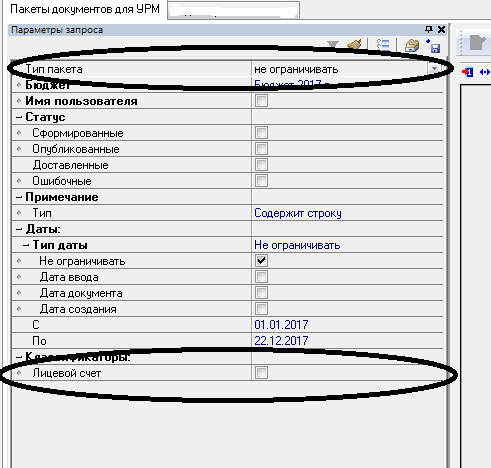 Пакеты документов для УРМ
Параметры запроса
Тип пакета не ограничивать
Бюджет Бюджет 2017
Имя пользователя
Статус
Сформированные
Опубликованные
Доставленные
Ошибочные
Примечание
Тип Содержит строку
Даты:
Тип даты Не ограничивать
Не ограничивать
Дата ввода
Дата документа
Дата создания
С 01.01.2017
По 22.12.2017
Классификаторы:
Лицевой счет